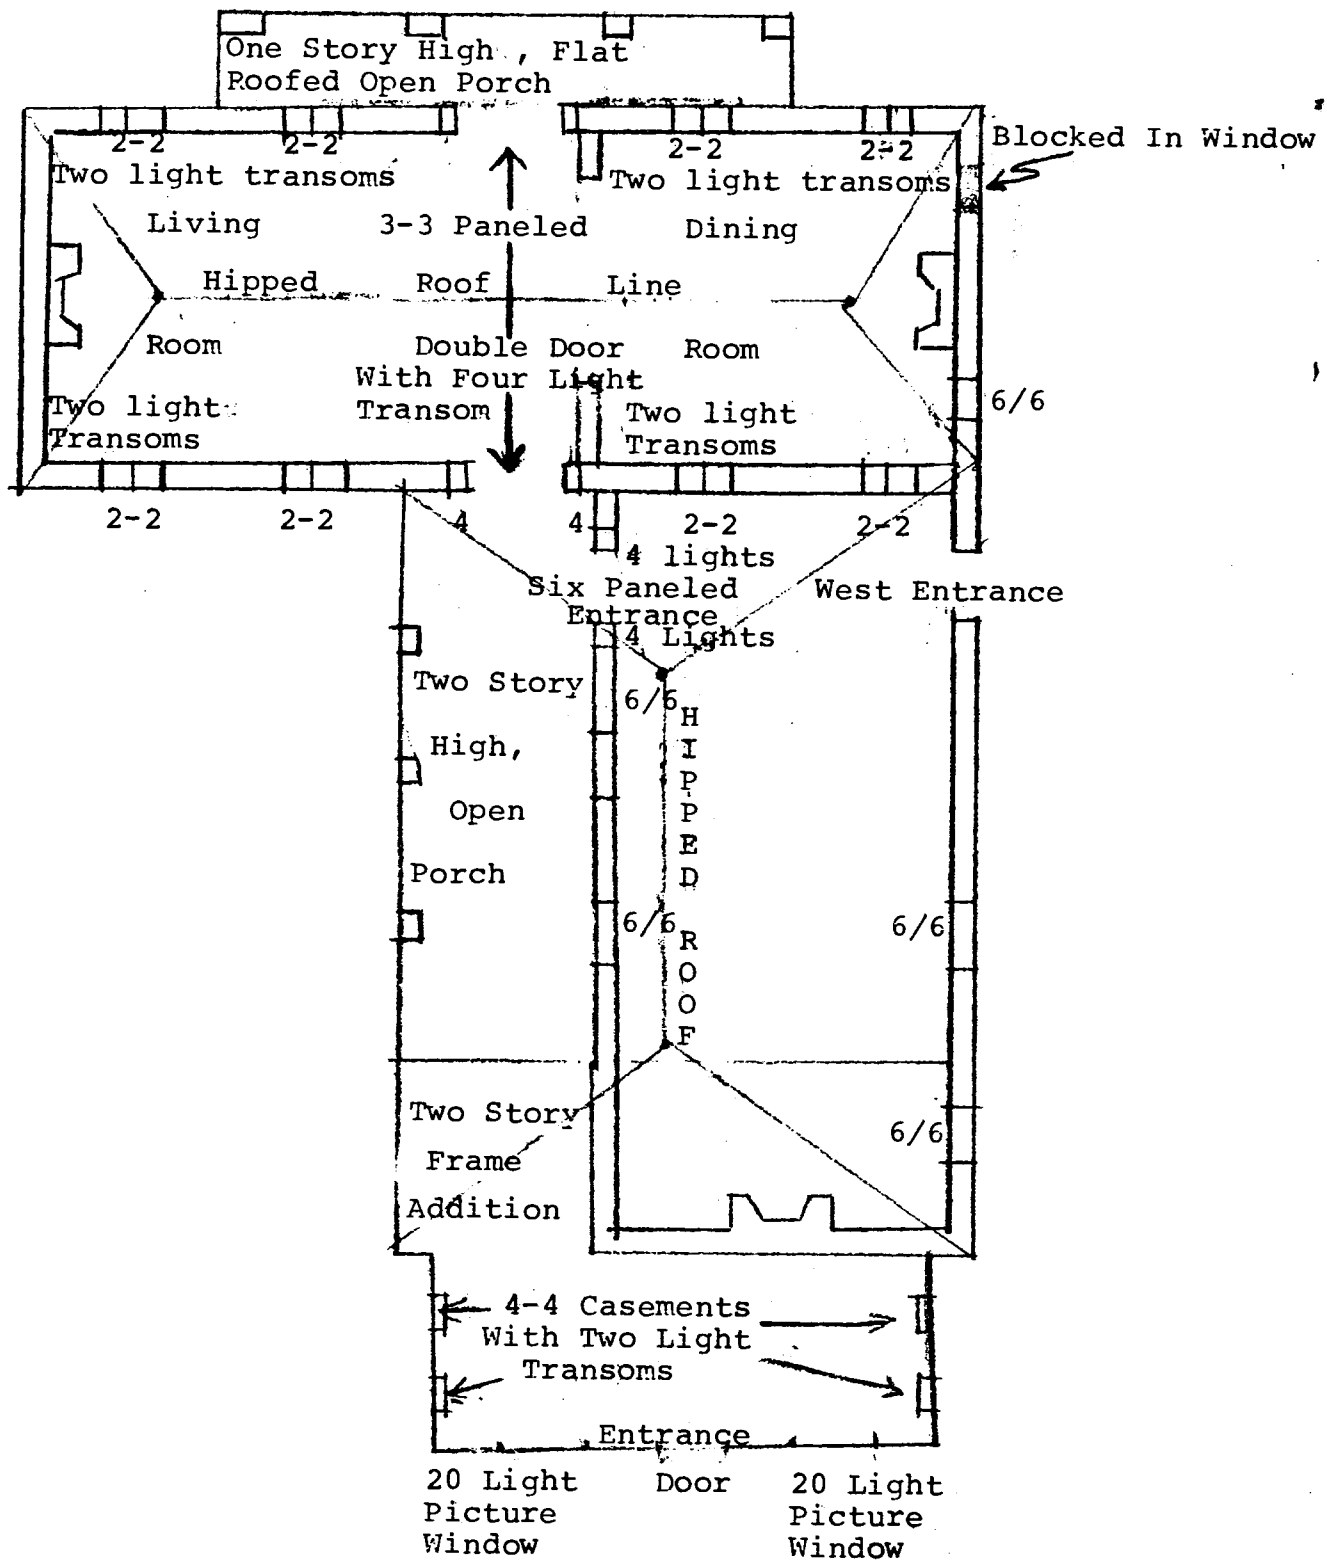 One Story High , Flat
Roofed Open Porch
Blocked In Window
2-2 2-2 2-2 2-2
Two light transoms Two light transoms
Living 3-3 Paneled Dining
Hipped Roof Line
Room Double Door Room
With Four Light
Transom
6/6
Two light
Transoms
Two light
Transoms
2-2 2-2 4 4 2-2 2-2
4 lights
Six Paneled
Entrance
4 Lights
West Entrance
Two Story
High,
Open
Porch
6/6
HIPPED ROOF
6/6 6/6
Two Story
Frame
Addition
6/6
4-4 Casements
With Two Light
Transoms
Entrance
Door
20 Light
Picture
Window
20 Light
Picture
Window